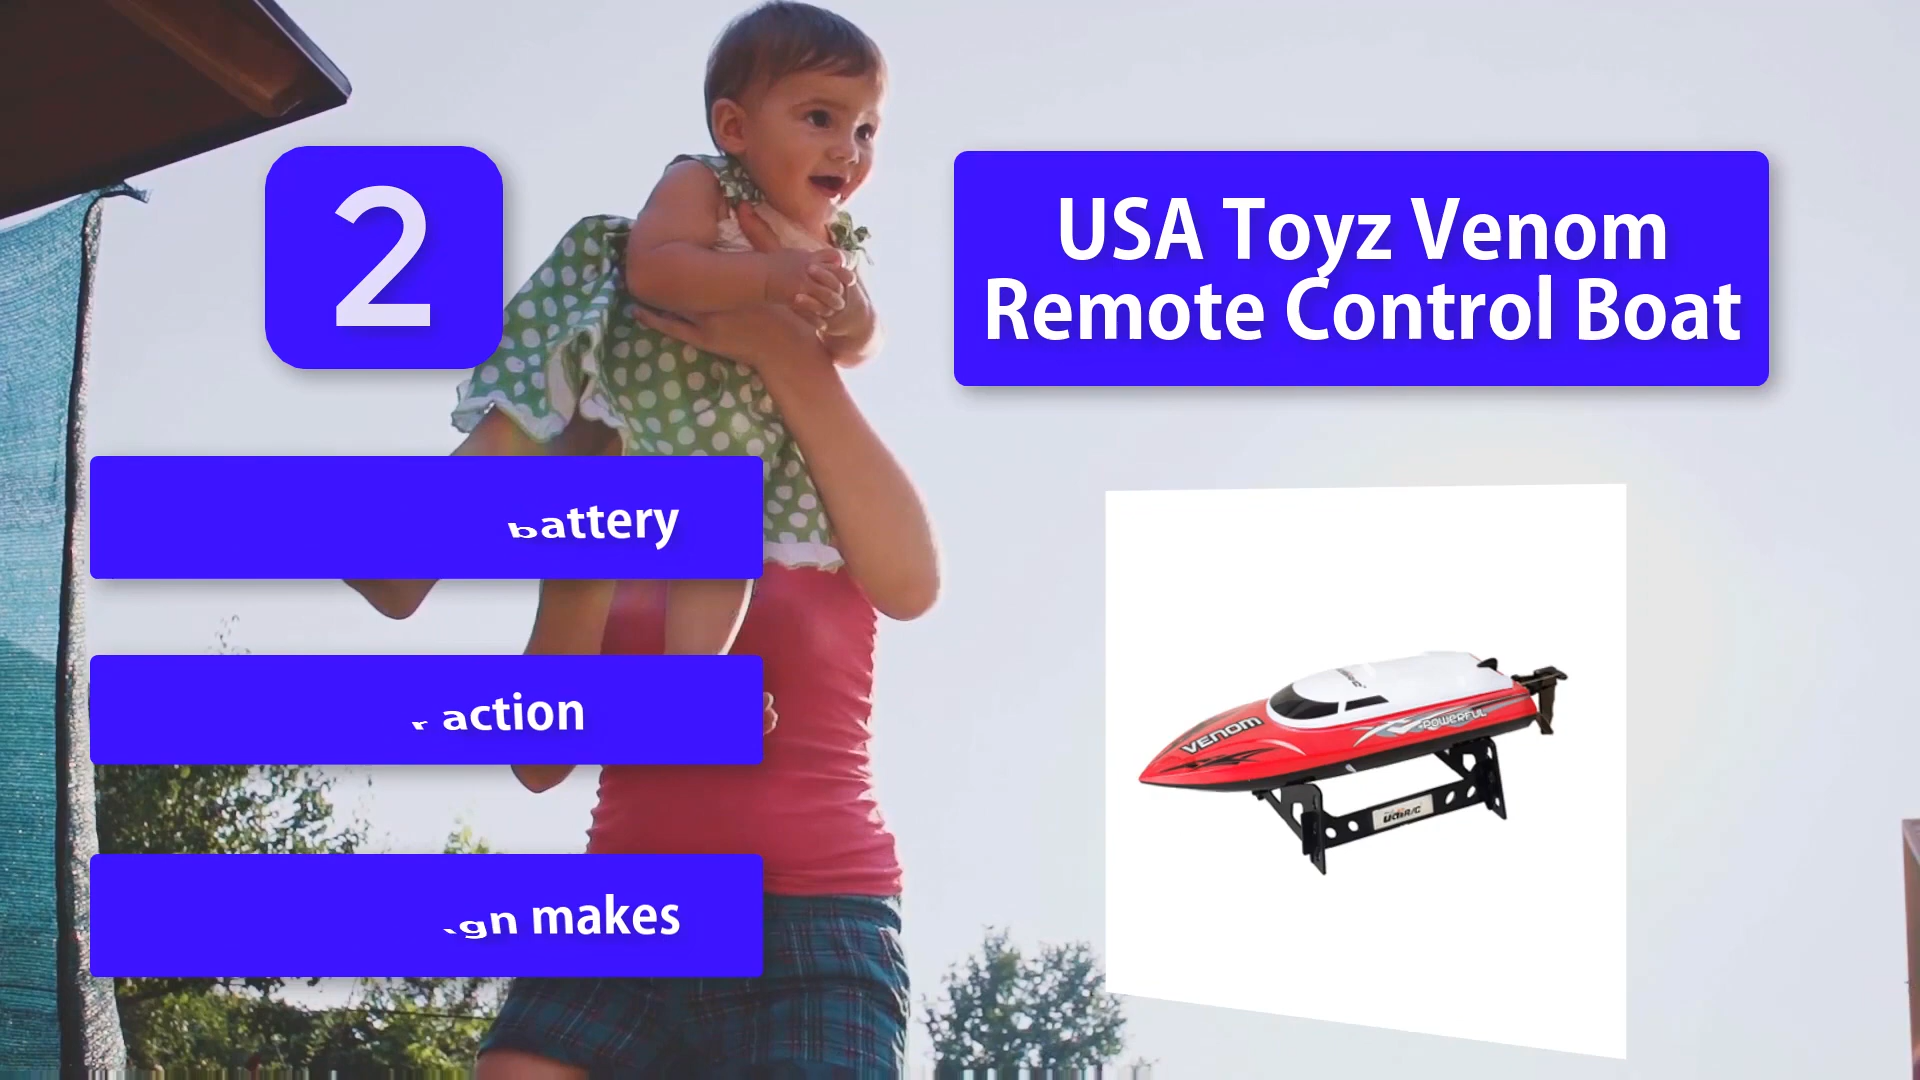 2
USA Toyz Venom
Remote Control Boat
battery
action
makes
VENOM
POWERFUL